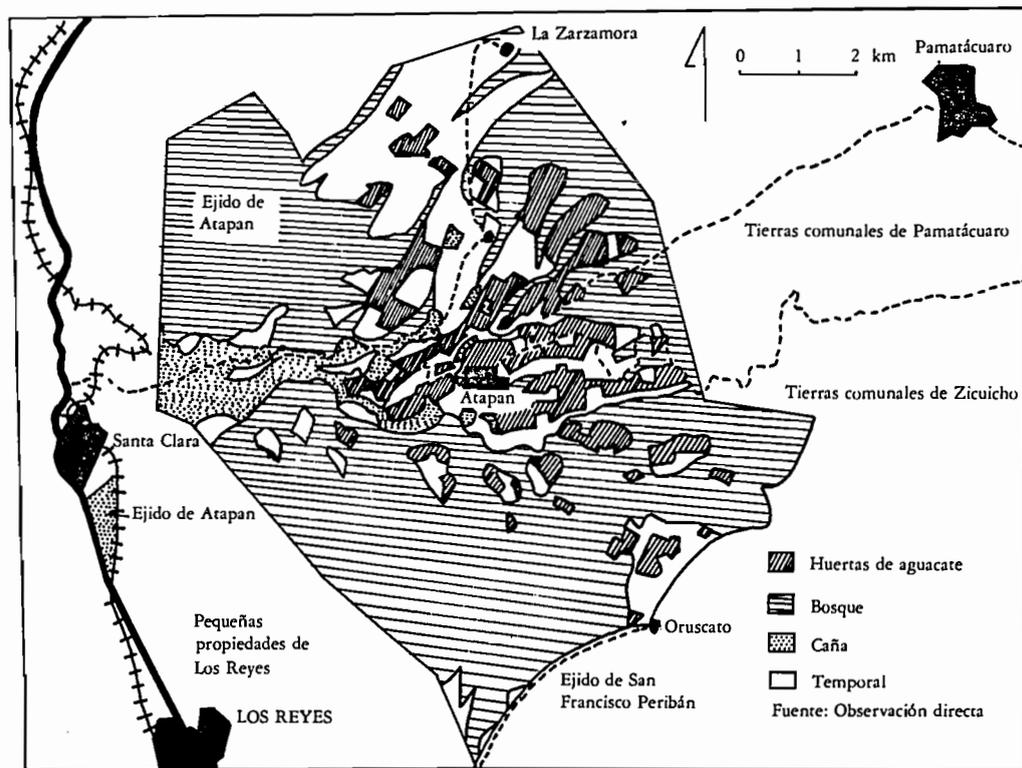 La Zarzamora
0 1 2 km
Pamatácuaro
Ejido de
Atapan
Tierras comunales de Pamatácuaro
Atapan
Tierras comunales de Zicuicho
Santa Clara
Ejido de Atapan
Huertas de aguacate
Bosque
Caña
Temporal
Fuente: Observación directa
Pequeñas
propiedades de
Los Reyes
Oruscato
Ejido de San
Francisco Peribán
LOS REYES